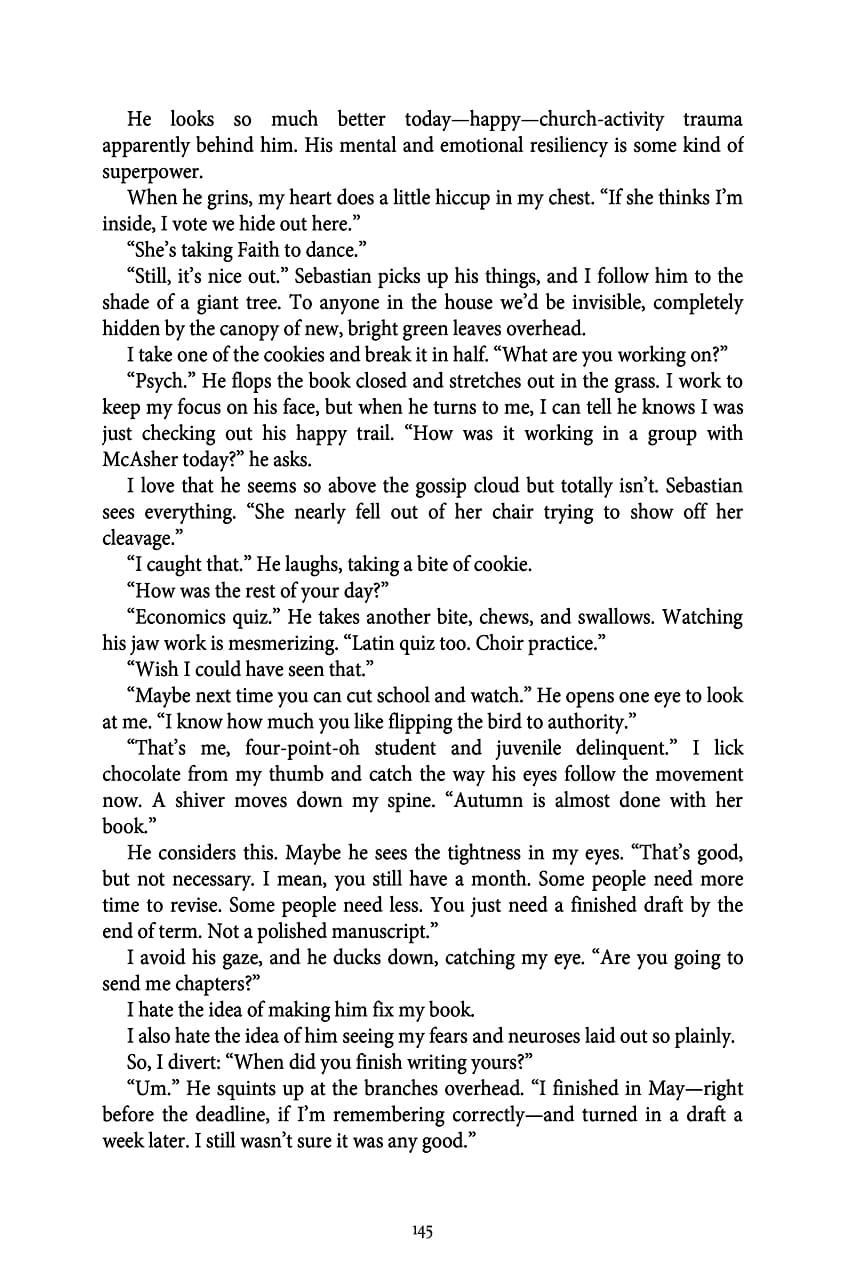 He looks so much better today—happy—church-activity trauma
apparently behind him. His mental and emotional resiliency is some kind of
superpower.
When he grins, my heart does a little hiccup in my chest. “If she thinks I’m
inside, I vote we hide out here.”
“She’s taking Faith to dance.”
“Still, it’s nice out.” Sebastian picks up his things, and I follow him to the
shade of a giant tree. To anyone in the house we’d be invisible, completely
hidden by the canopy of new, bright green leaves overhead.
I take one of the cookies and break it in half. “What are you working on?”
“Psych.” He flops the book closed and stretches out in the grass. I work to
keep my focus on his face, but when he turns to me, I can tell he knows I was
just checking out his happy trail. “How was it working in a group with
McAsher today?” he asks.
I love that he seems so above the gossip cloud but totally isn’t. Sebastian
sees everything. “She nearly fell out of her chair trying to show off her
cleavage.”
“I caught that.” He laughs, taking a bite of cookie.
“How was the rest of your day?”
“Economics quiz.” He takes another bite, chews, and swallows. Watching
his jaw work is mesmerizing. “Latin quiz too. Choir practice.”
“Wish I could have seen that.”
“Maybe next time you can cut school and watch.” He opens one eye to look
at me. “I know how much you like flipping the bird to authority.”
“That’s me, four-point-oh student and juvenile delinquent.” I lick
chocolate from my thumb and catch the way his eyes follow the movement
now. A shiver moves down my spine. “Autumn is almost done with her
book.”
He considers this. Maybe he sees the tightness in my eyes. “That’s good,
but not necessary. I mean, you still have a month. Some people need more
time to revise. Some people need less. You just need a finished draft by the
end of term. Not a polished manuscript.”
I avoid his gaze, and he ducks down, catching my eye. “Are you going to
send me chapters?”
I hate the idea of making him fix my book.
I also hate the idea of him seeing my fears and neuroses laid out so plainly.
So, I divert: “When did you finish writing yours?”
“Um.” He squints up at the branches overhead. “I finished in May—right
before the deadline, if I’m remembering correctly—and turned in a draft a
week later. I still wasn’t sure it was any good.”
145